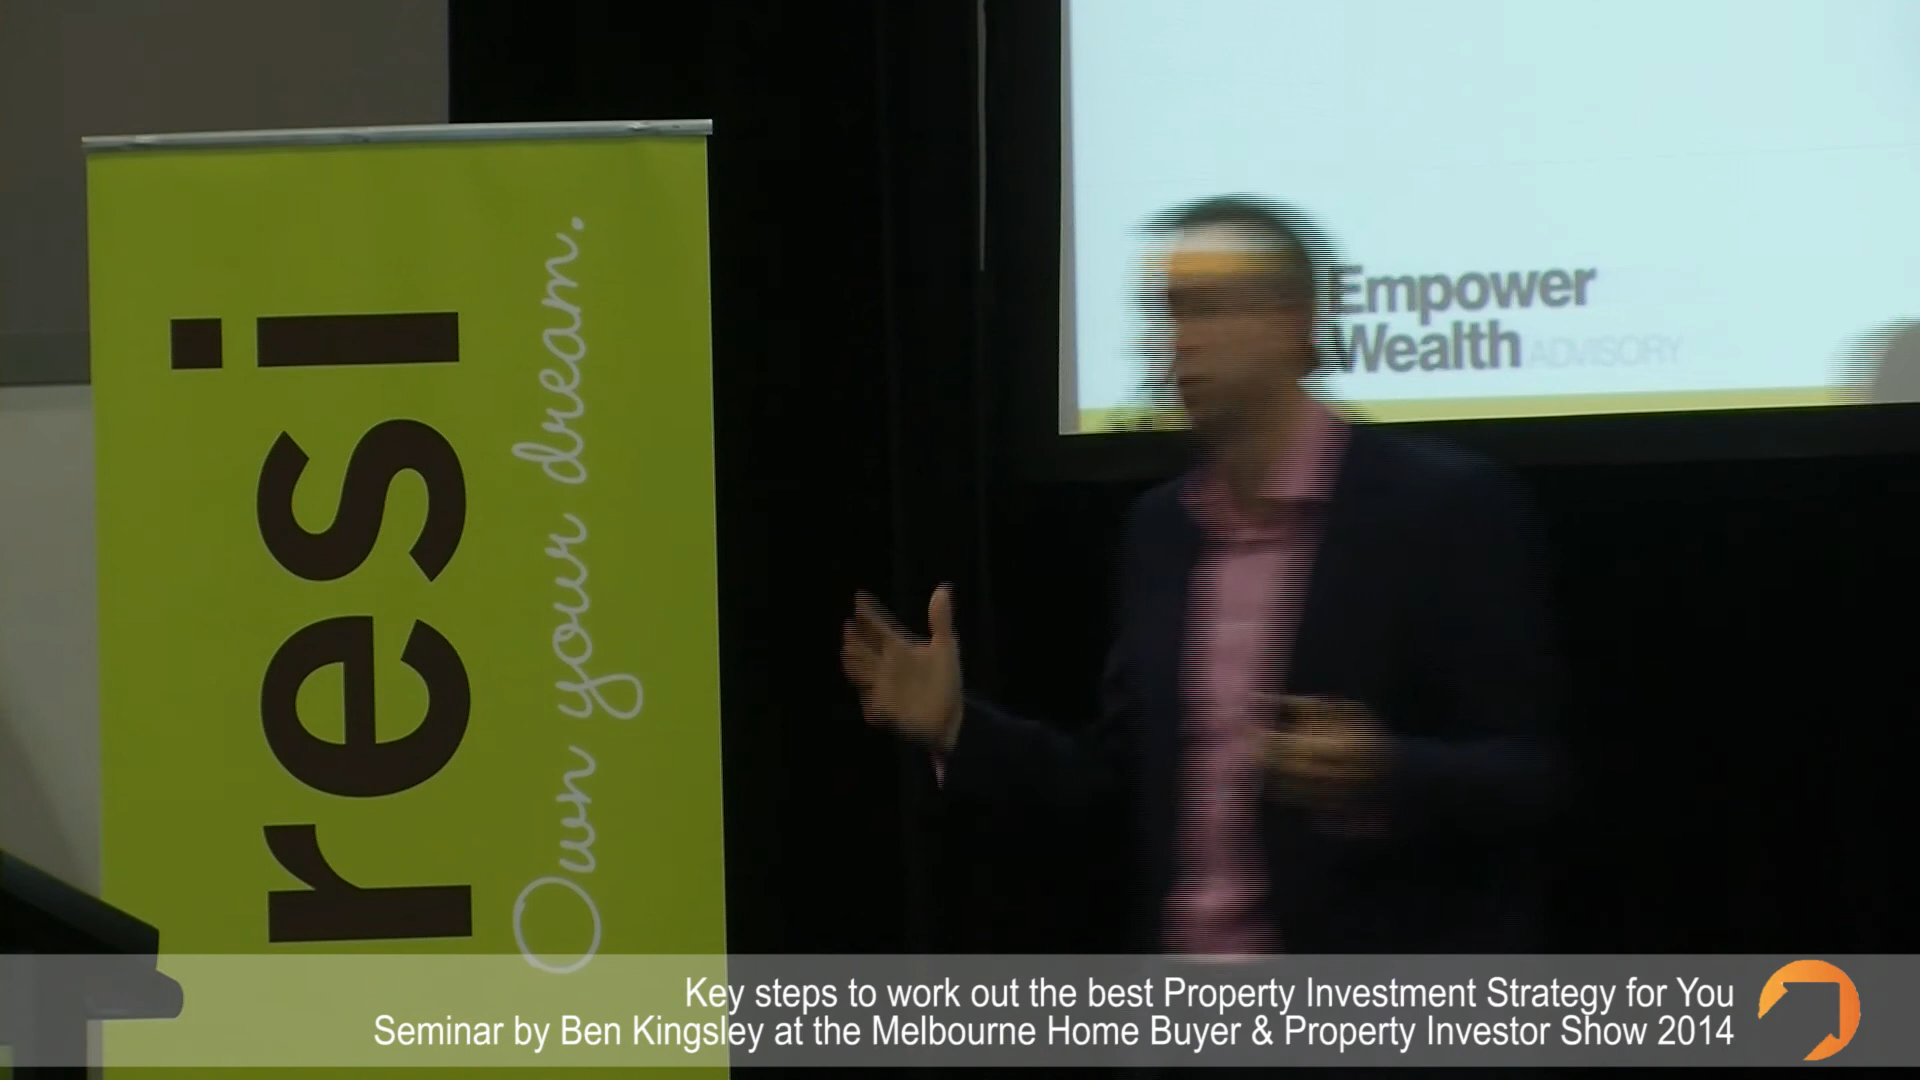 resi
Own your dream.
Empower
Wealth ADVISORY
Key steps to work out the best Property Investment Strategy for You
Seminar by Ben Kingsley at the Melbourne Home Buyer & Property Investor Show 2014